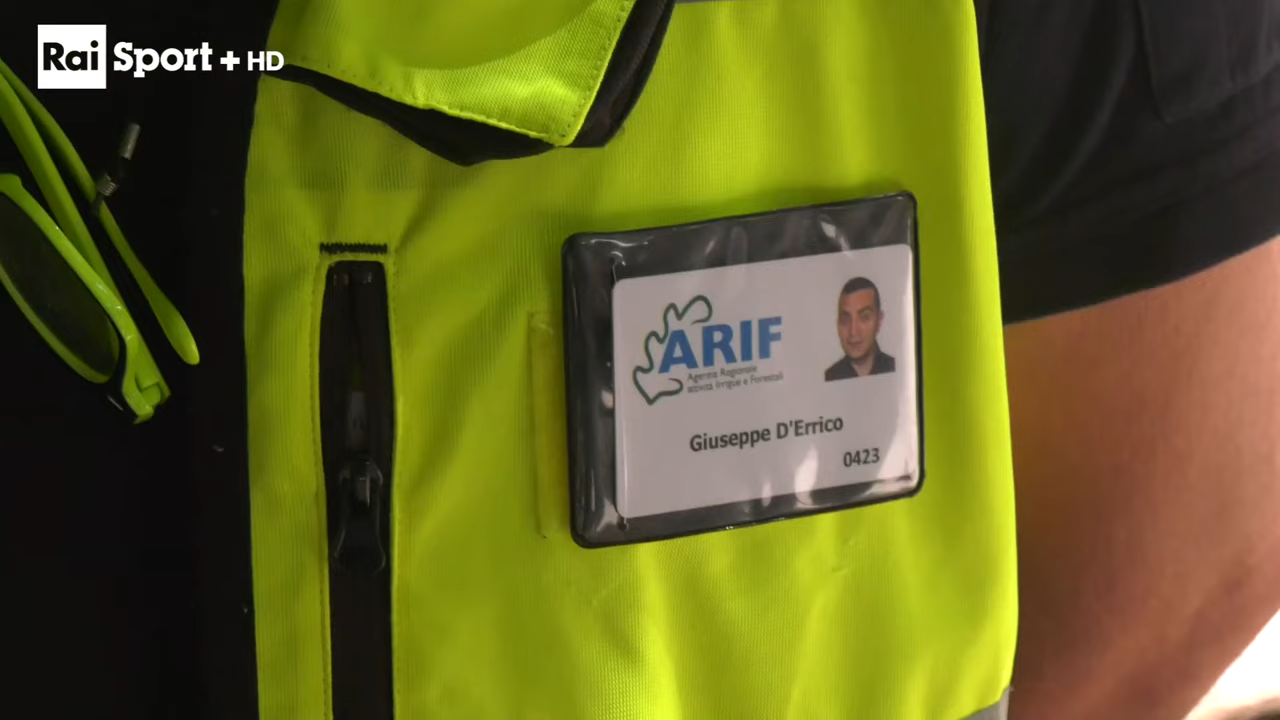 Rai Sport + HD
ARIF
Agenzia Regionale
attività Irrigue e Forestali
Giuseppe D'Errico
0423